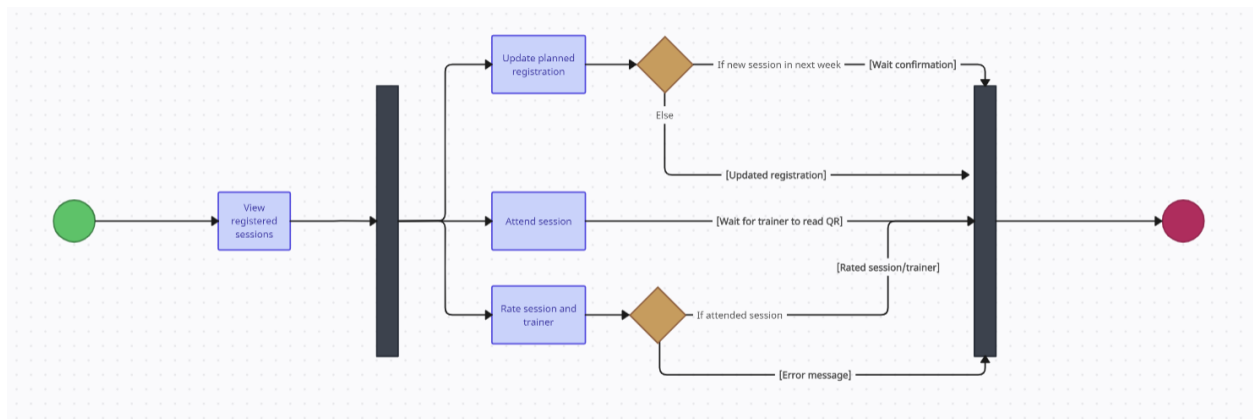 Update planned
registration
If new session in next week
[Wait confirmation]
Else
[Updated registration]
View
registered
sessions
Attend session
[Wait for trainer to read QR]
[Rated session/trainer]
Rate session and
trainer
If attended session
[Error message]